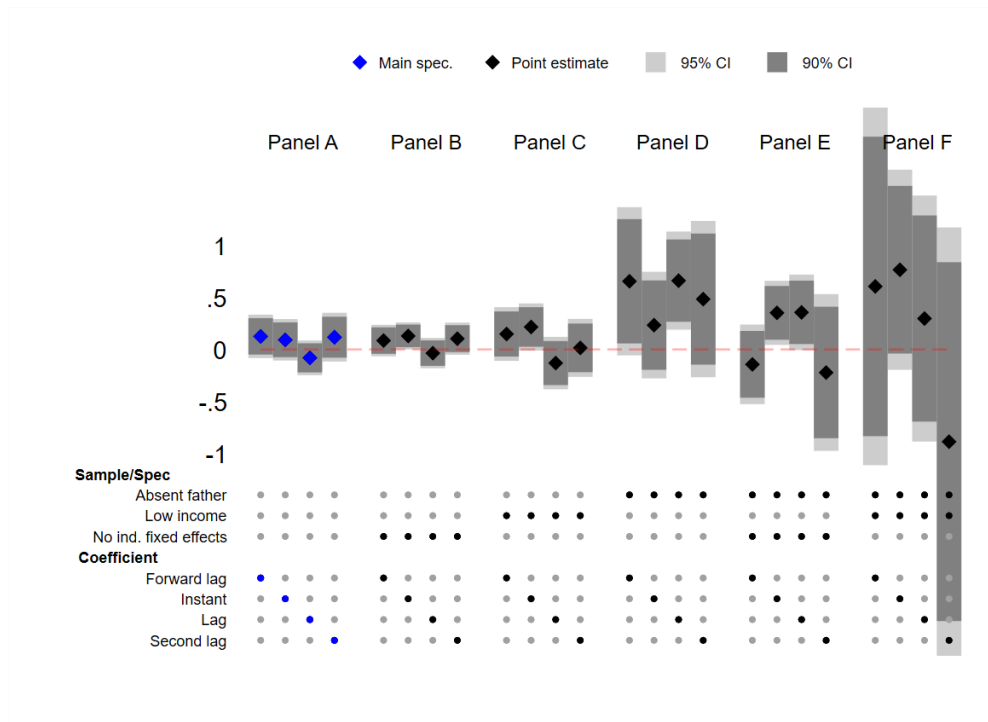 Main spec. Point estimate 95% CI 90% CI
Panel A Panel B Panel C Panel D Panel E Panel F
1
.5
0
-.5
-1
Sample/Spec
Absent father
Low income
No ind. fixed effects
Coefficient
Forward lag
Instant
Lag
Second lag